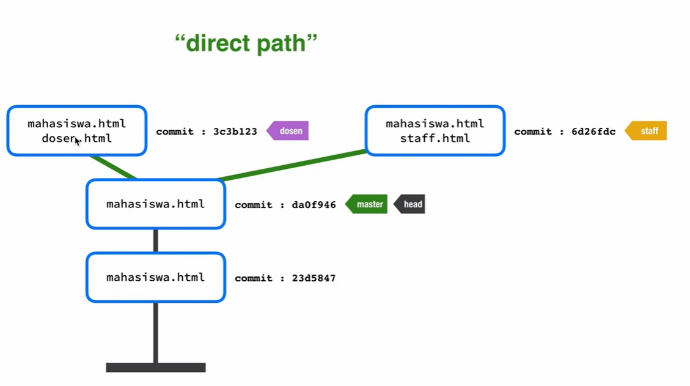 “direct path”
mahasiswa.html
dosen.html
commit : 3c3b123
dosen
mahasiswa.html
staff.html
commit : 6d26fdc
staff
mahasiswa.html
commit : da0f946
master
head
mahasiswa.html
commit : 23d5847